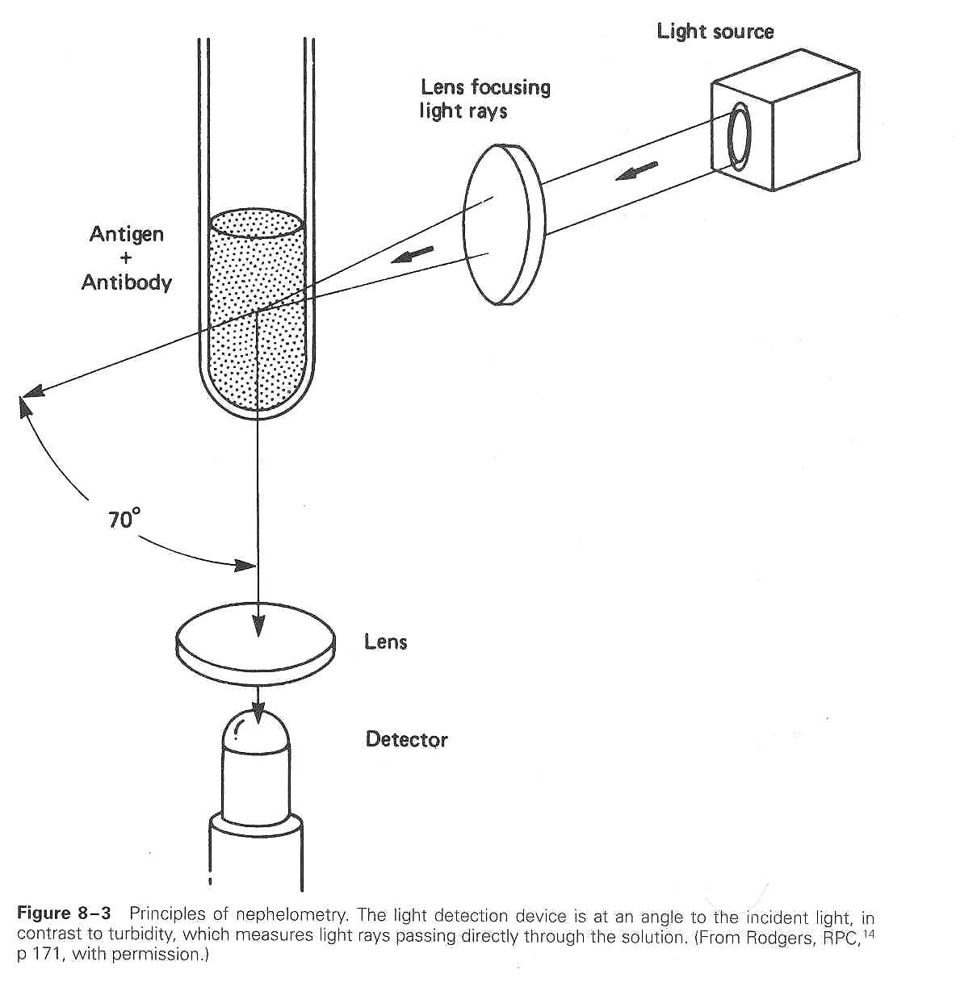 Light source
Lens focusing
light rays
Antigen
+
Antibody
70°
Lens
Detector
Figure 8–3 Principles of nephelometry. The light detection device is at an angle to the incident light, in
contrast to turbidity, which measures light rays passing directly through the solution. (From Rodgers, RPC,¹⁴
p 171, with permission.)